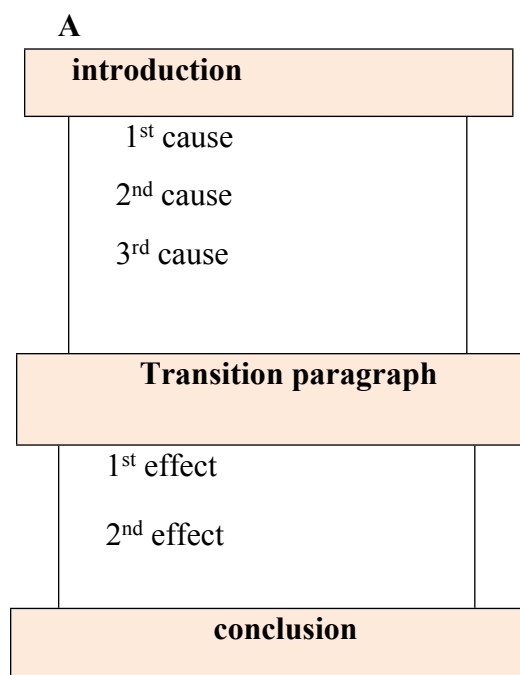 A
introduction
1st cause
2nd cause
3rd cause
Transition paragraph
1st effect
2nd effect
conclusion